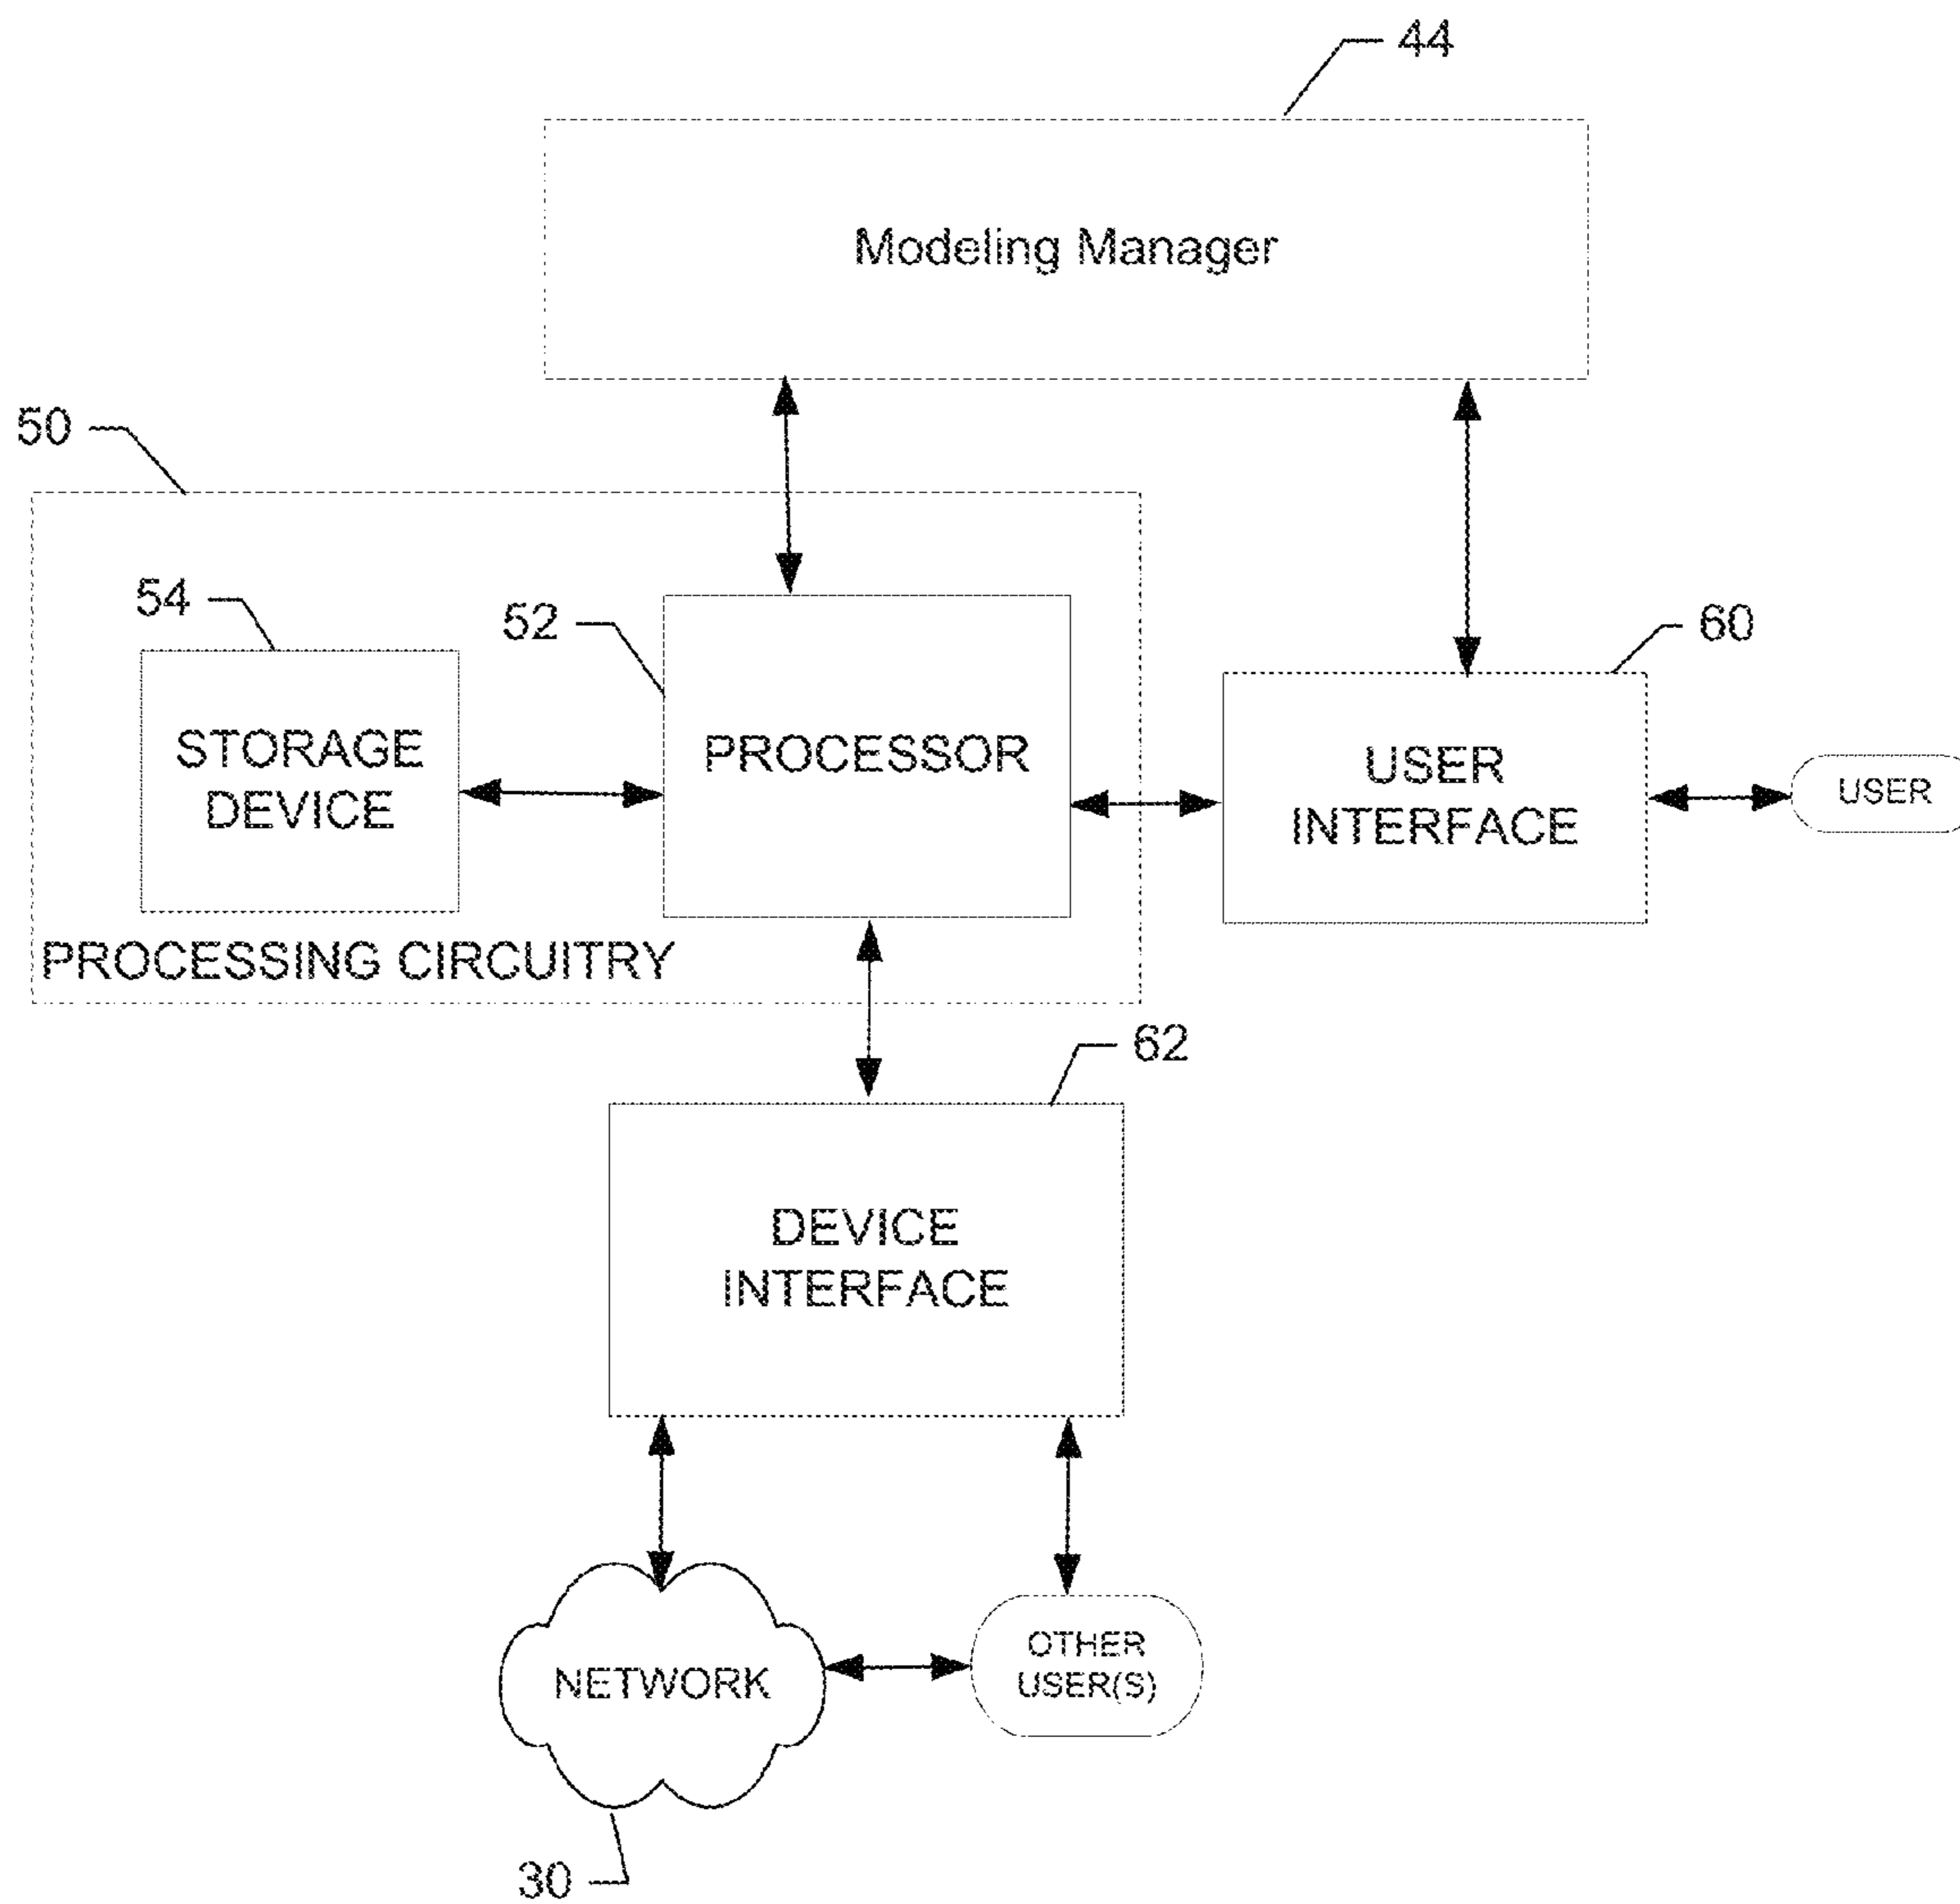 44
Modeling Manager
50
54
52
60
STORAGE
DEVICE
PROCESSOR
USER
INTERFACE
USER
PROCESSING CIRCUITRY
62
DEVICE
INTERFACE
NETWORK
OTHER
USER(S)
30